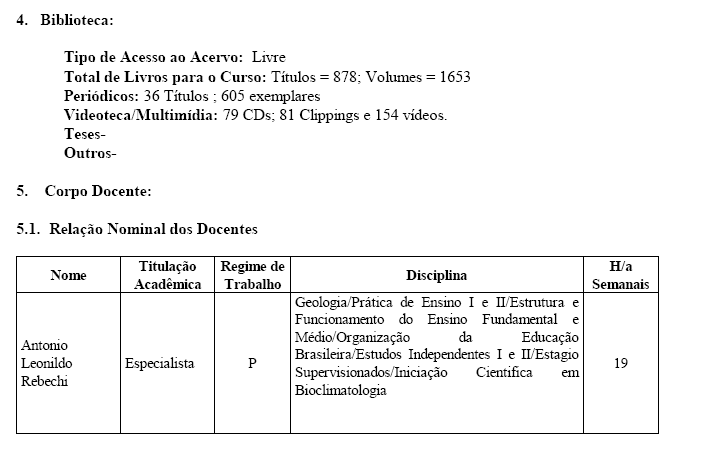 4. Biblioteca:
Tipo de Acesso ao Acervo: Livre
Total de Livros para o Curso: Títulos = 878; Volumes = 1653
Periódicos: 36 Títulos ; 605 exemplares
Videoteca/Multimídia: 79 CDs; 81 Clippings e 154 vídeos.
Teses-
Outros-
5. Corpo Docente:
5.1. Relação Nominal dos Docentes
Nome
Titulação
Acadêmica
Regime de
Trabalho
Disciplina
H/a
Semanais
Antonio
Leonildo
Rebechi
Especialista
P
Geologia/Prática de Ensino I e II/Estrutura e
Funcionamento do Ensino Fundamental e
Médio/Organização da Educação
Brasileira/Estudos Independentes I e II/Estagio
Supervisionados/Iniciação Cientifica em
Bioclimatologia
19